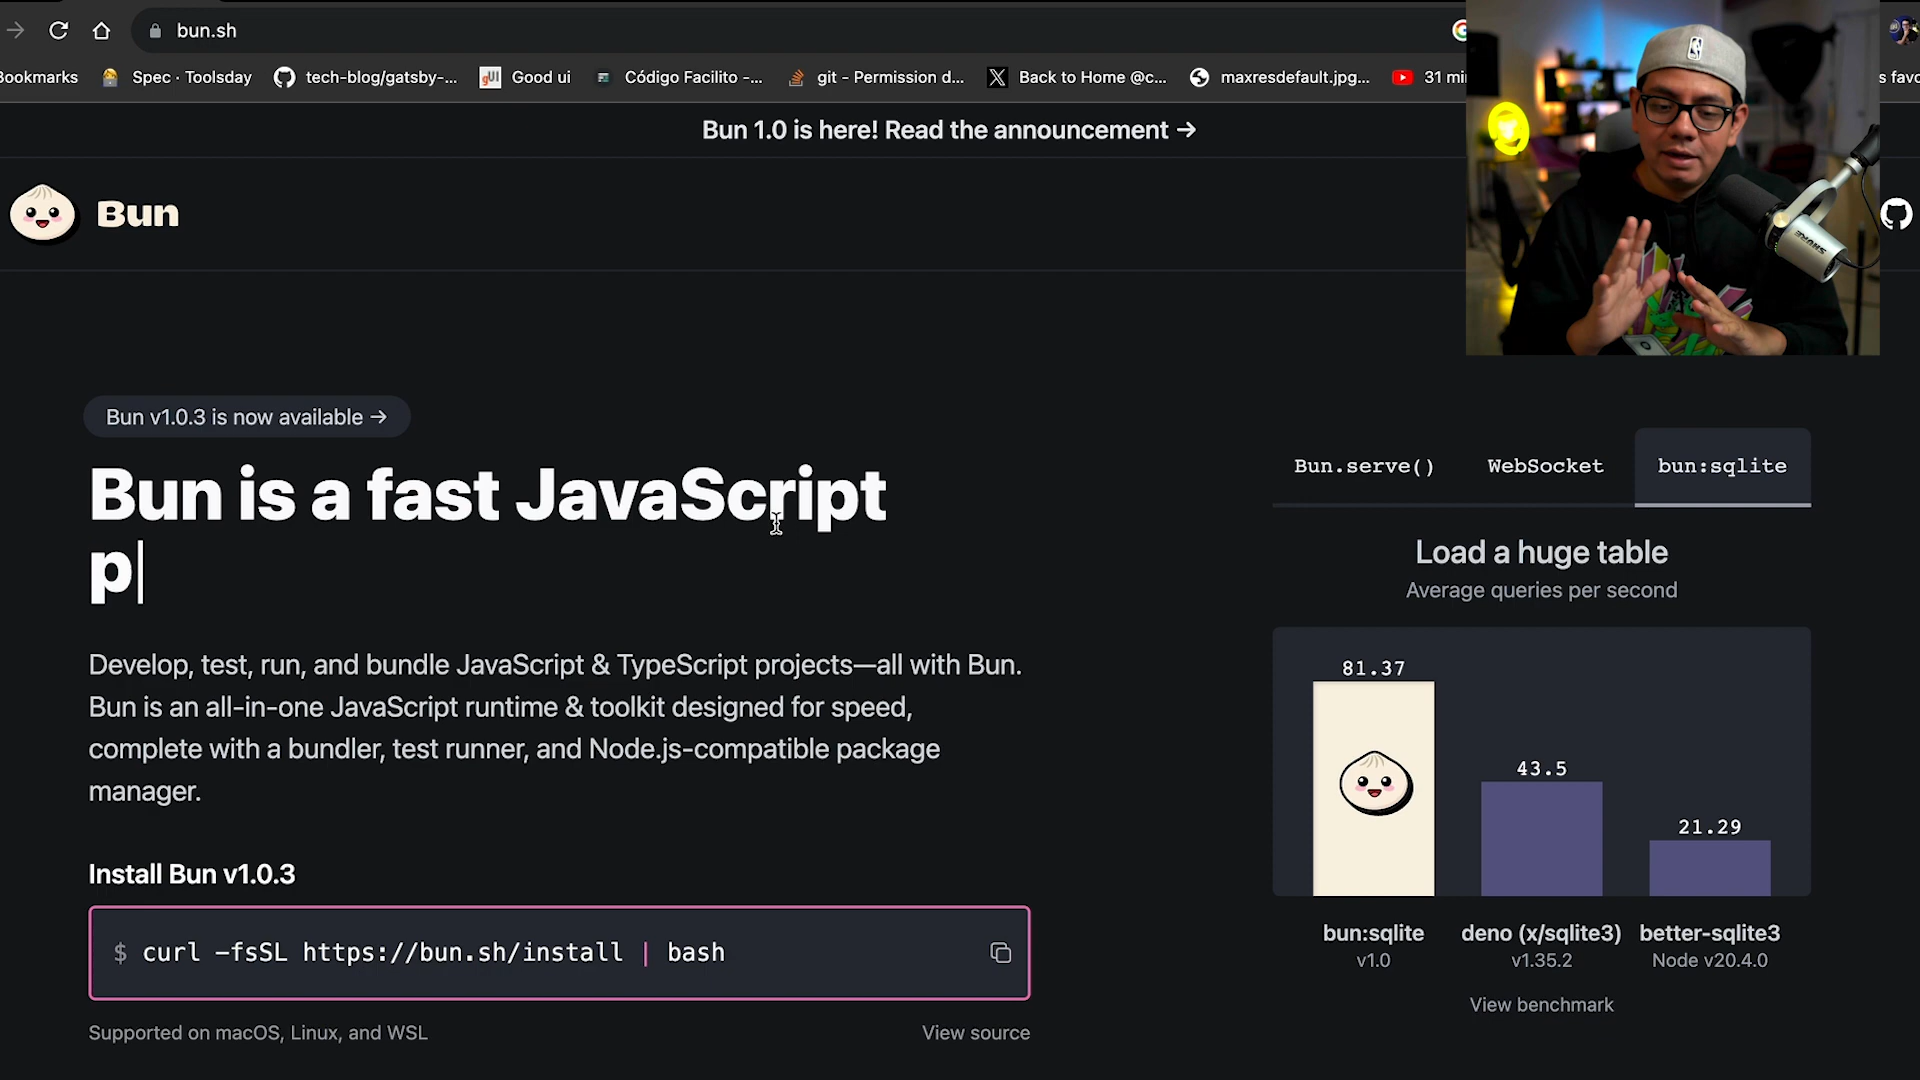 bun.sh
Bookmarks
Spec · Toolsday
tech-blog/gatsby-...
gUI
Good ui
Código Facilito -...
git - Permission d...
Back to Home @c...
maxresdefault.jpg...
31 mi
s favo
Bun 1.0 is here! Read the announcement →
Bun
SHURE
Bun v1.0.3 is now available →
Bun is a fast JavaScript
p
Develop, test, run, and bundle JavaScript & TypeScript projects—all with Bun.
Bun is an all-in-one JavaScript runtime & toolkit designed for speed,
complete with a bundler, test runner, and Node.js-compatible package
manager.
Install Bun v1.0.3
$ curl -fsSL https://bun.sh/install | bash
Supported on macOS, Linux, and WSL
View source
Bun.serve()
WebSocket
bun:sqlite
Load a huge table
Average queries per second
81.37
43.5
21.29
bun:sqlite
v1.0
deno (x/sqlite3)
v1.35.2
better-sqlite3
Node v20.4.0
View benchmark